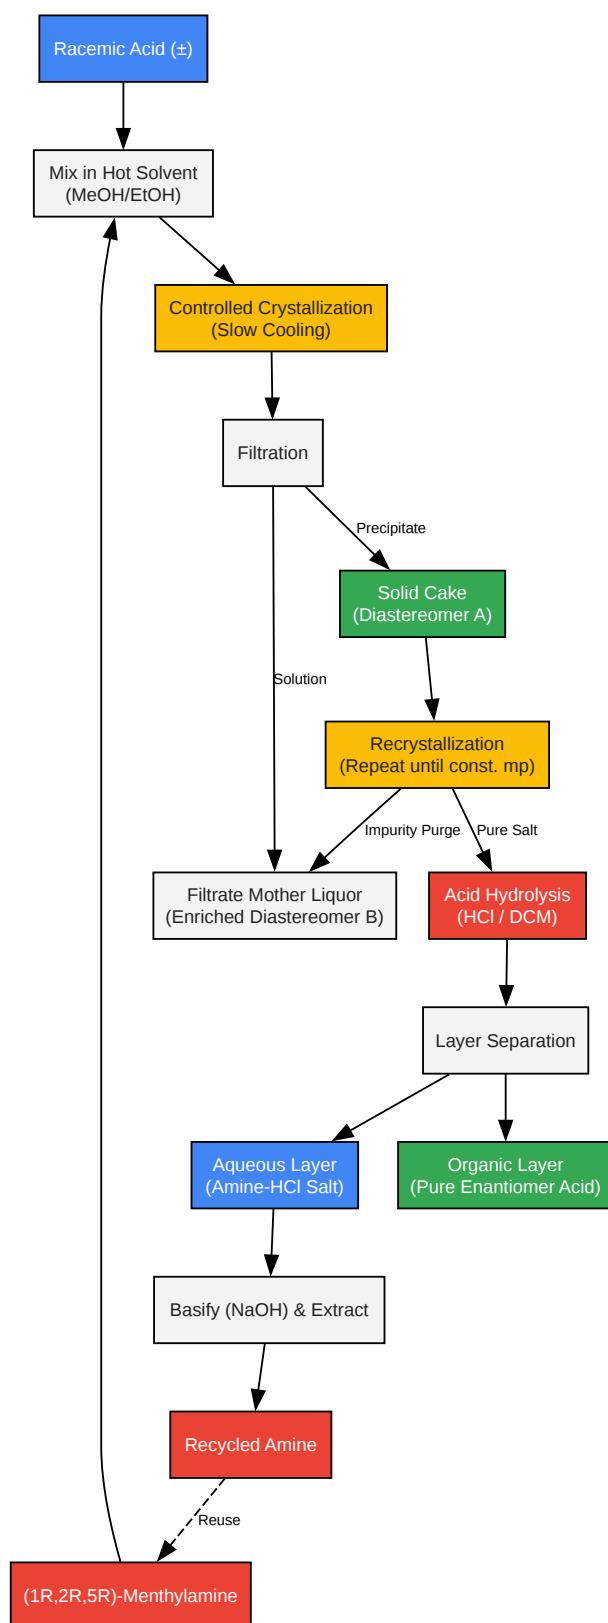 Racemic Acid (±)
Mix in Hot Solvent
(MeOH/EtOH)
Controlled Crystallization
(Slow Cooling)
Filtration
Precipitate
Solid Cake
(Diastereomer A)
Solution
Recrystallization
(Repeat until const. mp)
Impurity Purge
Pure Salt
Filtrate Mother Liquor
(Enriched Diastereomer B)
Acid Hydrolysis
(HCl / DCM)
Layer Separation
Aqueous Layer
(Amine-HCl Salt)
Organic Layer
(Pure Enantiomer Acid)
Basify (NaOH) & Extract
Recycled Amine
Reuse
(1R,2R,5R)-Menthylamine